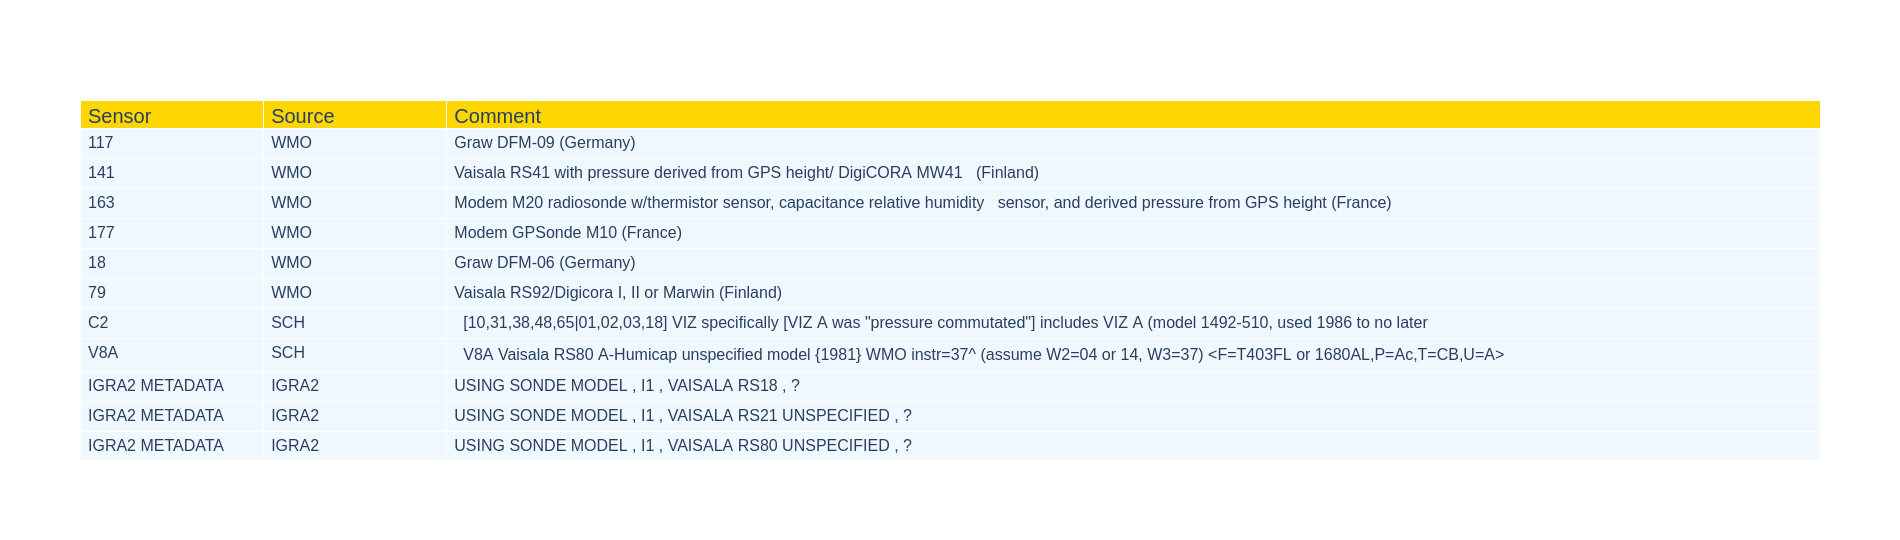 Sensor Source Comment
117 WMO Graw DFM-09 (Germany)
141 WMO Vaisala RS41 with pressure derived from GPS height/ DigiCORA MW41   (Finland)
163 WMO Modem M20 radiosonde w/thermistor sensor, capacitance relative humidity   sensor, and derived pressure from GPS height (France)
177 WMO Modem GPSonde M10 (France)
18 WMO Graw DFM-06 (Germany)
79 WMO Vaisala RS92/Digicora I, II or Marwin (Finland)
C2 SCH [10,31,38,48,65|01,02,03,18] VIZ specifically [VIZ A was "pressure commutated"] includes VIZ A (model 1492-510, used 1986 to no later
V8A SCH V8A Vaisala RS80 A-Humicap unspecified model {1981} WMO instr=37^ (assume W2=04 or 14, W3=37) <F=T403FL or 1680AL,P=Ac,T=CB,U=A>
IGRA2 METADATA IGRA2 USING SONDE MODEL , I1 , VAISALA RS18 , ?
IGRA2 METADATA IGRA2 USING SONDE MODEL , I1 , VAISALA RS21 UNSPECIFIED , ?
IGRA2 METADATA IGRA2 USING SONDE MODEL , I1 , VAISALA RS80 UNSPECIFIED , ?